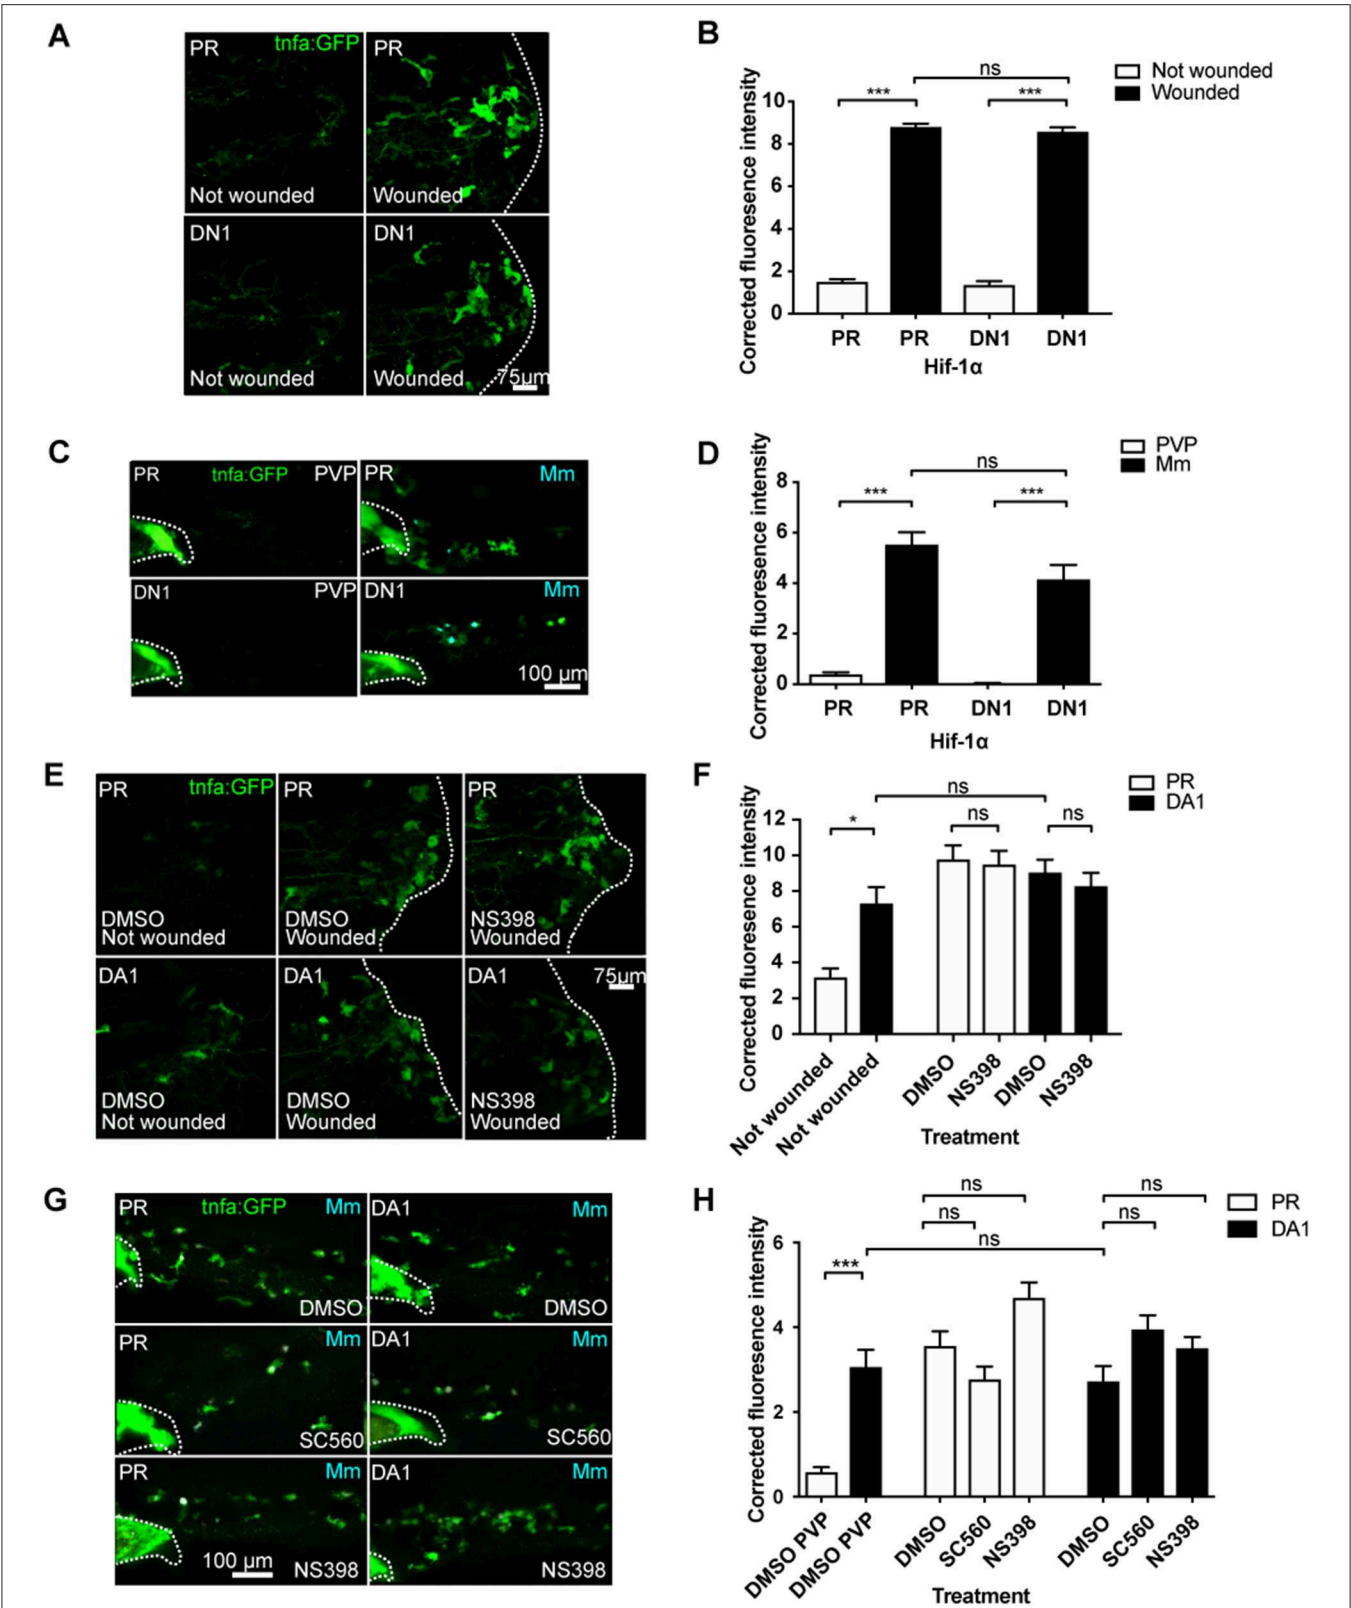 A
PR tnfa:GFP PR
Not wounded Wounded
DN1 DN1
Not wounded Wounded 75µm
B
ns
*** ***
Not wounded
Wounded
Corrected fluoresence intensity
10
8
6
4
2
0
PR PR DN1 DN1
Hif-1α
C
PR tnfa:GFP PVP PR Mm
DN1 PVP DN1 Mm
100 µm
D
ns
*** ***
PVP
Mm
Corrected fluoresence intensity
8
6
4
2
0
PR PR DN1 DN1
Hif-1α
E
PR tnfa:GFP PR PR
DMSO DMSO NS398
Not wounded Wounded Wounded
DA1 DA1 DA1 75µm
DMSO DMSO NS398
Not wounded Wounded Wounded
F
ns
* ns ns
PR
DA1
Corrected fluoresence intensity
12
10
8
6
4
2
0
Not wounded Not wounded DMSO NS398 DMSO NS398
Treatment
G
PR tnfa:GFP Mm DA1 Mm
DMSO DMSO
PR Mm DA1 Mm
SC560 SC560
PR Mm DA1 Mm
100 µm NS398 NS398
H
ns ns
ns ns
ns
***
PR
DA1
Corrected fluoresence intensity
6
4
2
0
DMSO PVP DMSO PVP DMSO SC560 NS398 DMSO SC560 NS398
Treatment